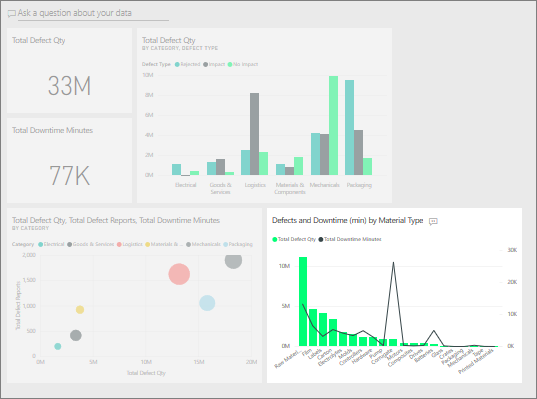 Ask a question about your data
Total Defect Qty
33M
Total Downtime Minutes
77K
Total Defect Qty
BY CATEGORY, DEFECT TYPE
Defect Type Rejected Impact No Impact
10M
8M
6M
4M
2M
0M
Electrical Goods & Services Logistics Materials & Components Mechanicals Packaging
Total Defect Qty, Total Defect Reports, Total Downtime Minutes
BY CATEGORY
Category Electrical Goods & Services Logistics Materials & ... Mechanicals Packaging
Total Defect Reports
2,000
1,500
1,000
500
0
0M 5M 10M 15M 20M
Total Defect Qty
Defects and Downtime (min) by Material Type
Total Defect Qty Total Downtime Minutes
10M
5M
0M
30K
20K
10K
0K
Raw Mater... Film Labels Carton Electrolytes Molds Controllers Hardware Pump Corrugate Motors Composites Drives Batteries Glass Crates Packaging Mechanicals Tape Printed Materials